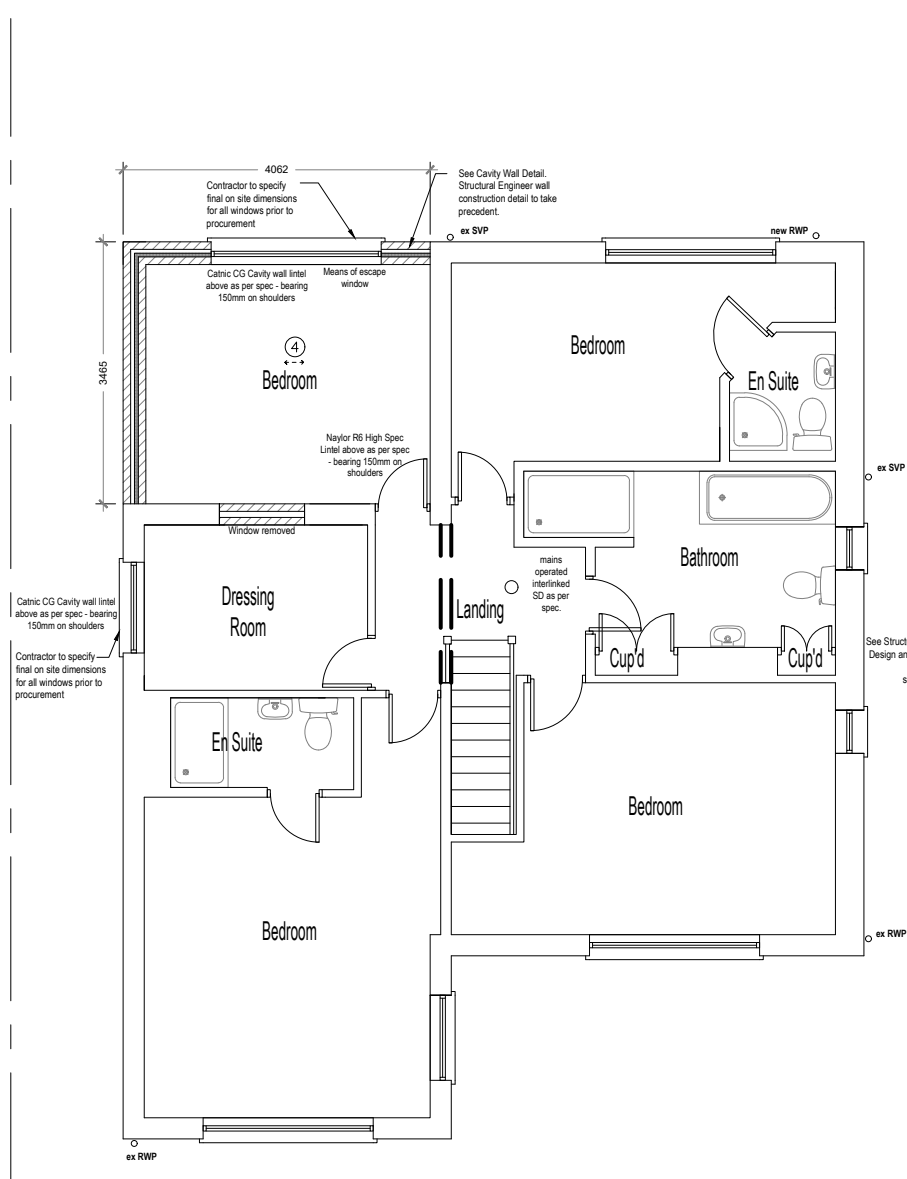 4062
Contractor to specify
final on site dimensions
for all windows prior to
procurement
See Cavity Wall Detail.
Structural Engineer wall
construction detail to take
precedent.
ex SVP
new RWP
Catnic CG Cavity wall lintel
above as per spec - bearing
150mm on shoulders
Means of escape
window
3465
4
Bedroom
Bedroom
En Suite
Naylor R6 High Spec
Lintel above as per spec
- bearing 150mm on
shoulders
ex SVP
Window removed
Dressing
Room
Landing
mains
operated
interlinked
SD as per
spec.
Bathroom
Catnic CG Cavity wall lintel
above as per spec - bearing
150mm on shoulders
Contractor to specify
final on site dimensions
for all windows prior to
procurement
Cup'd
Cup'd
See Struct
Design an
s
En Suite
Bedroom
Bedroom
ex RWP
ex RWP